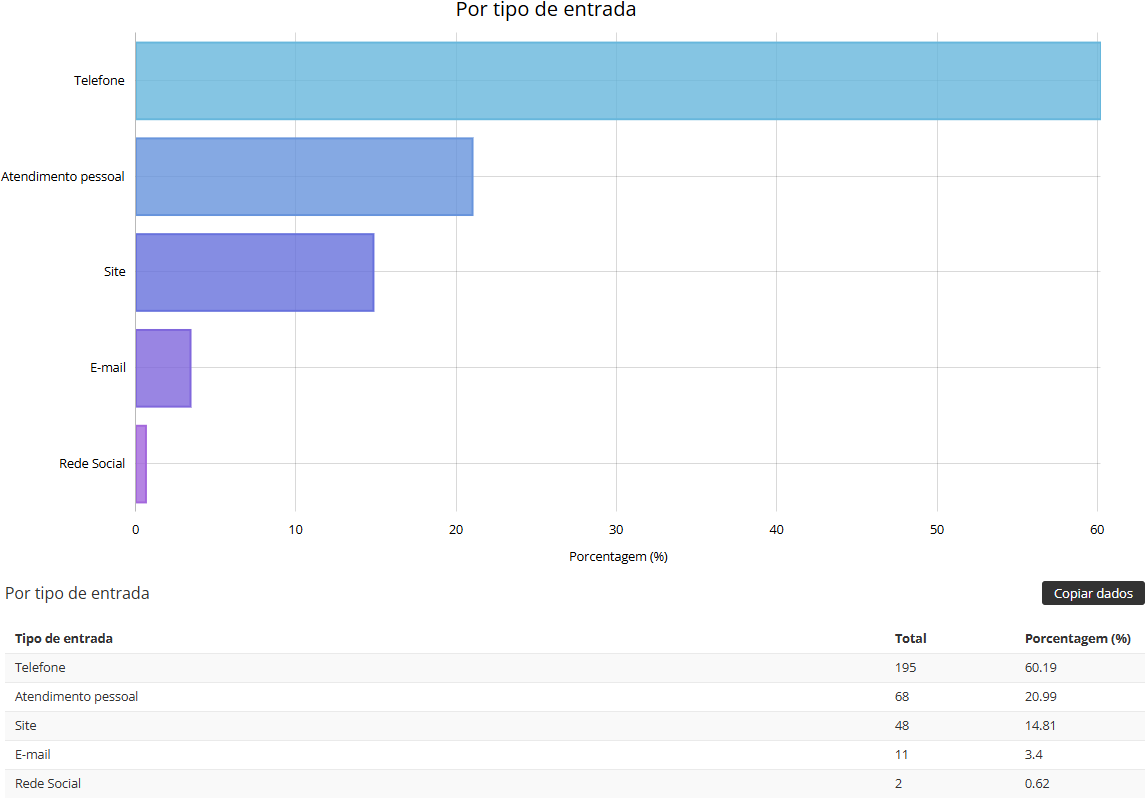 Por tipo de entrada
Telefone
Atendimento pessoal
Site
E-mail
Rede Social
0 10 20 30 40 50 60
Porcentagem (%)
Por tipo de entrada Copiar dados
Tipo de entrada Total Porcentagem (%)
Telefone 195 60.19
Atendimento pessoal 68 20.99
Site 48 14.81
E-mail 11 3.4
Rede Social 2 0.62